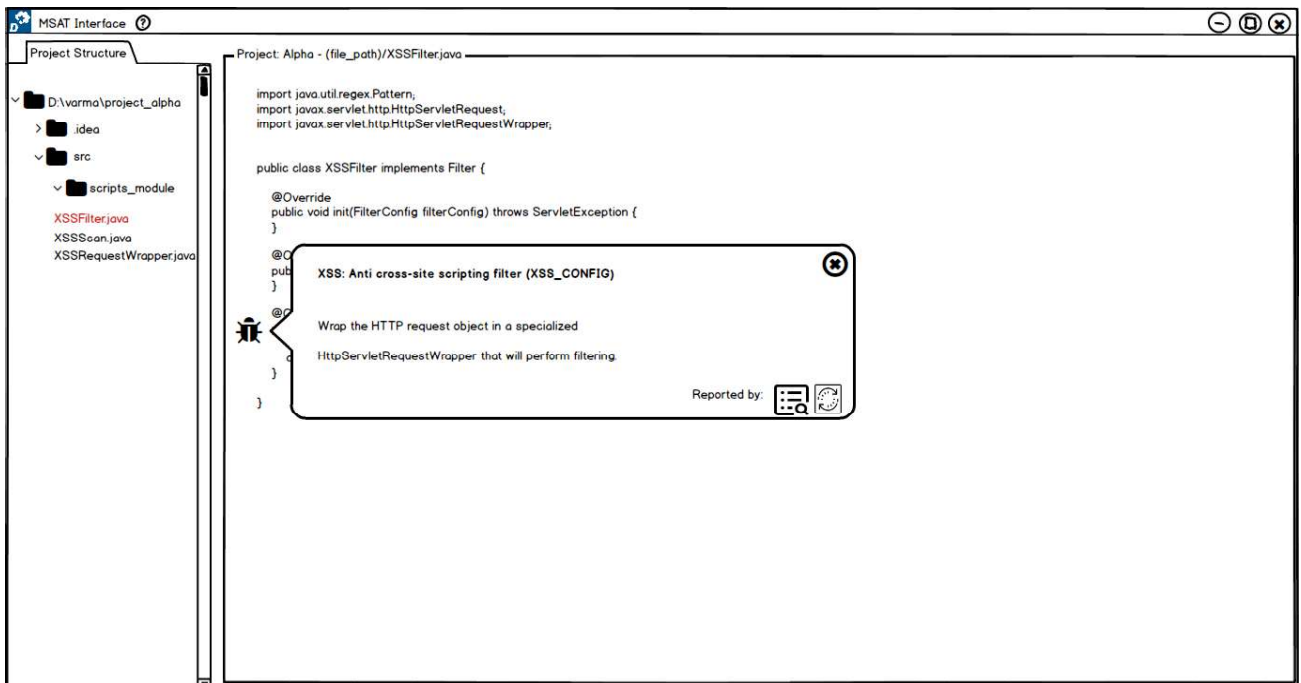 MSAT Interface
Project Structure
D:\varma\project_alpha
.idea
src
scripts_module
XSSFilter.java
XSSScan.java
XSSRequestWrapper.java
Project: Alpha - (file_path)/XSSFilter.java
import java.util.regex.Pattern;
import javax.servlet.http.HttpServletRequest;
import javax.servlet.http.HttpServletRequestWrapper;
public class XSSFilter implements Filter {
@Override
public void init(FilterConfig filterConfig) throws ServletException {
}
@O
pub
}
@O
}
}
XSS: Anti cross-site scripting filter (XSS_CONFIG)
Wrap the HTTP request object in a specialized
HttpServletRequestWrapper that will perform filtering.
Reported by: